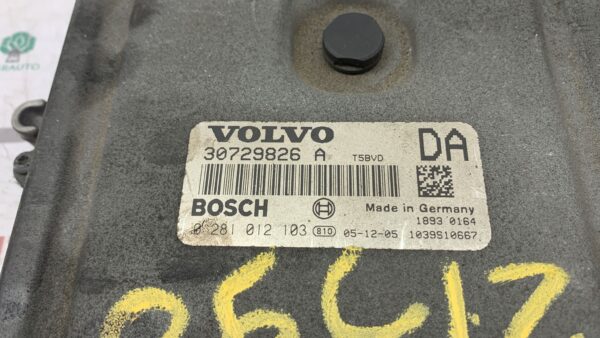 VOLVO
30729826 A T5BVD
DA
BOSCH Made in Germany
1893 0164
0 281 012 103 810 05-12-05 1039S10667